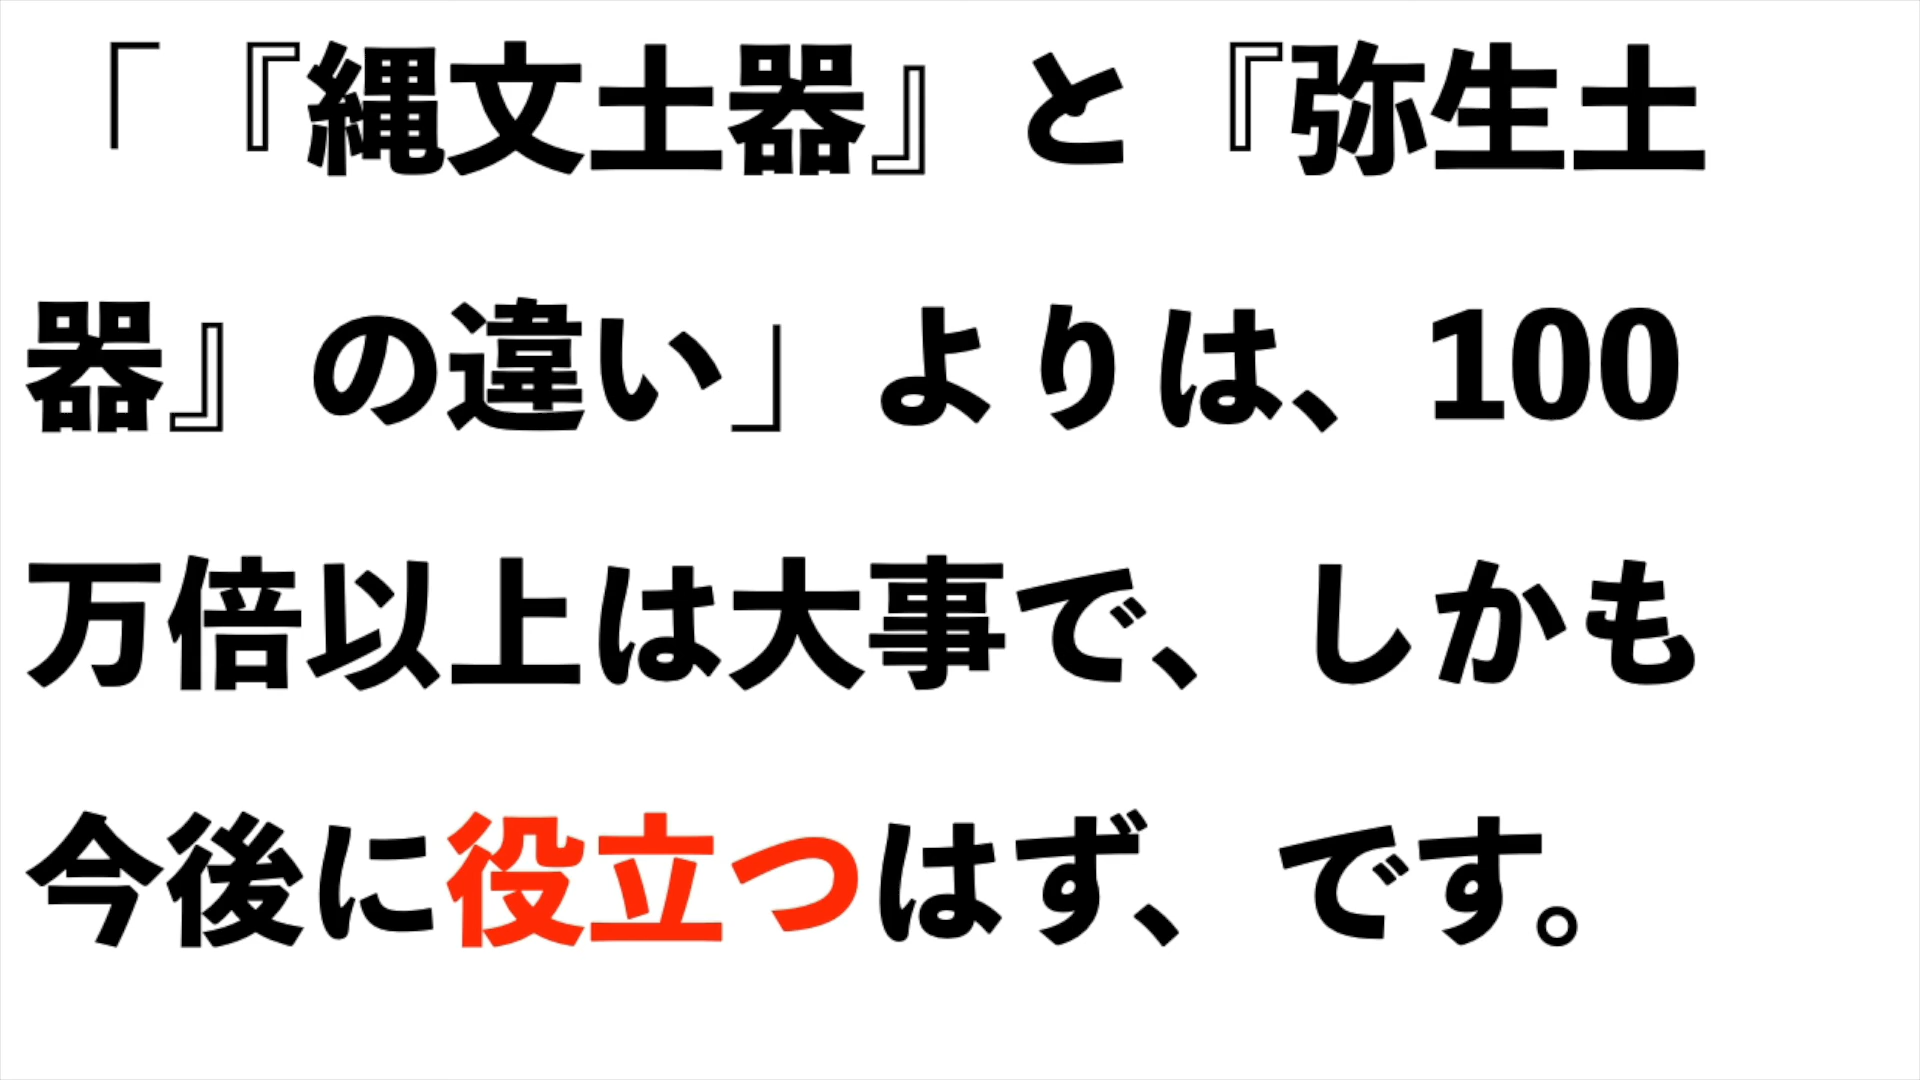 「『縄文土器』と『弥生土
器』の違い」よりは、100
万倍以上は大事で、しかも
今後に役立つはず、です。